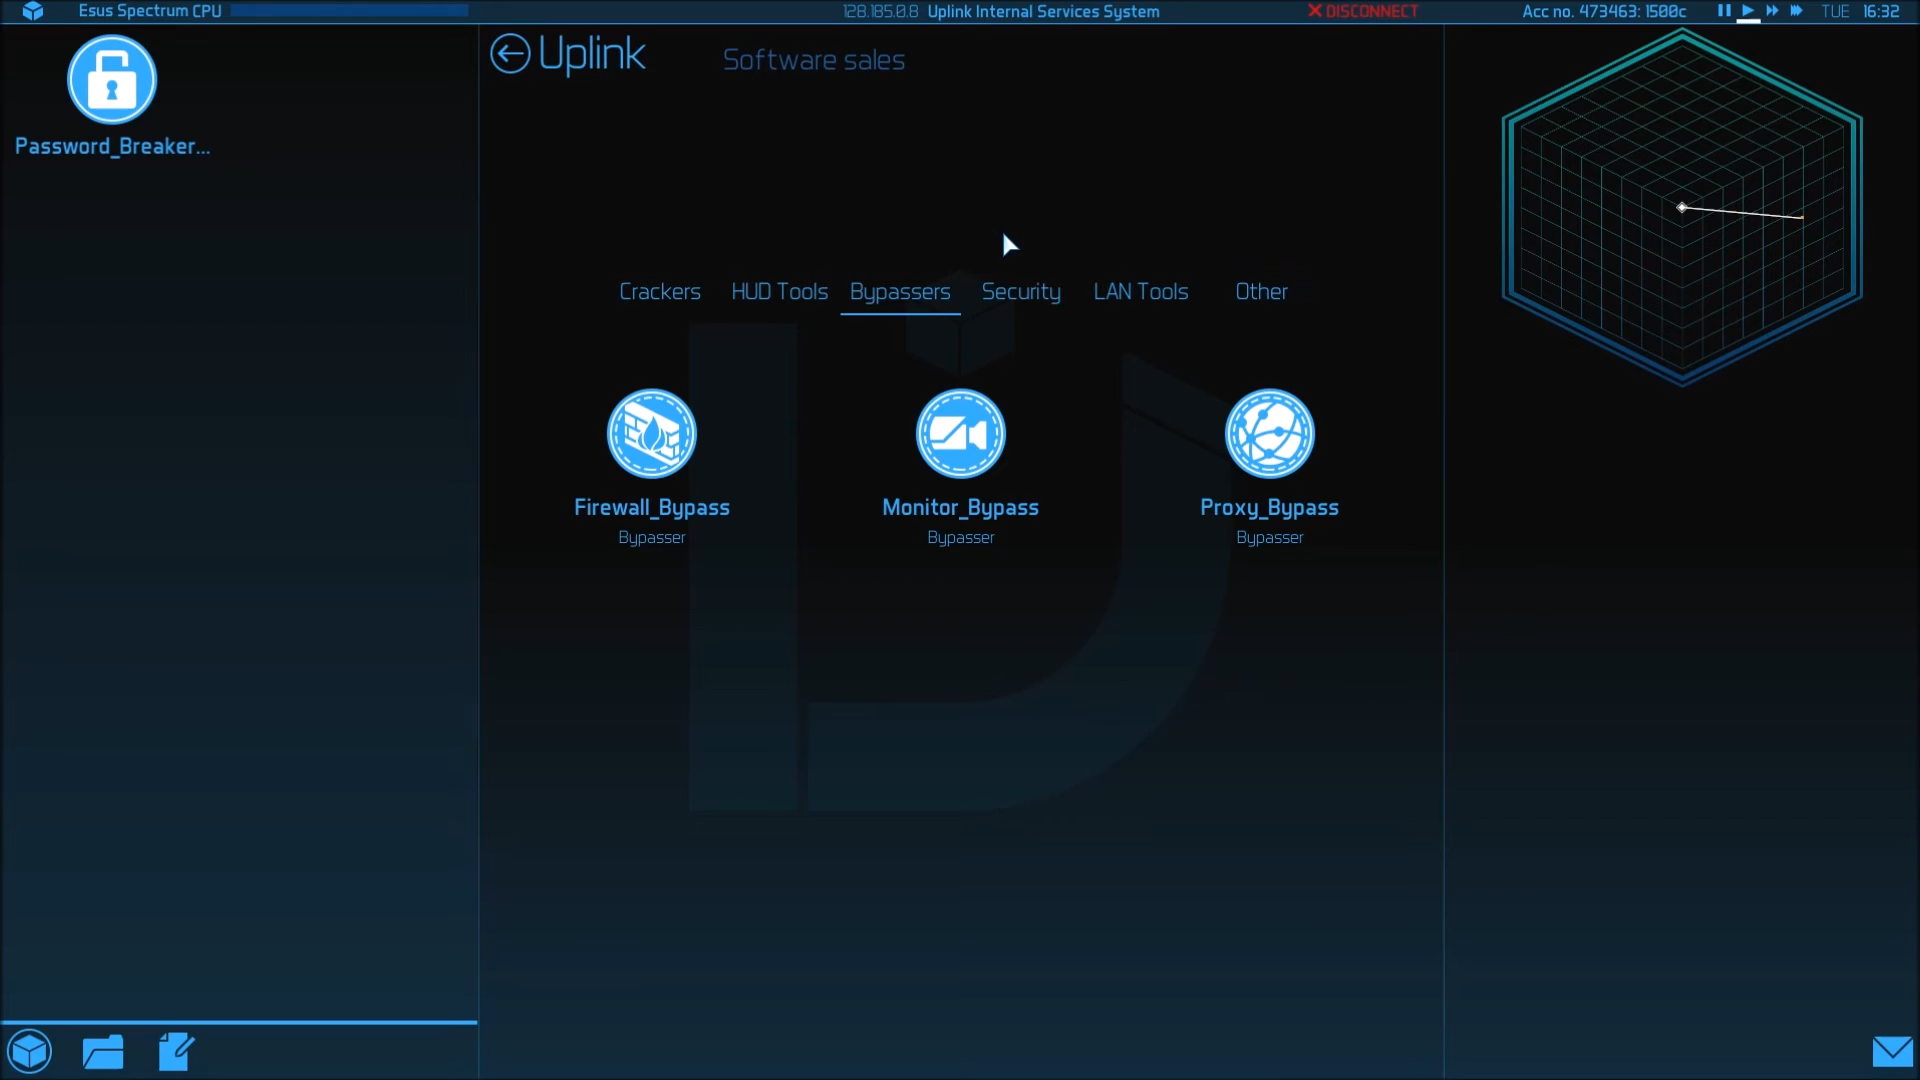 Esus Spectrum CPU
128.185.0.8 Uplink Internal Services System
DISCONNECT
Acc no. 473463: 1500c
TUE 16:32
Password_Breaker...
Uplink
Software sales
Crackers
HUD Tools
Bypassers
Security
LAN Tools
Other
Firewall_Bypass
Bypasser
Monitor_Bypass
Bypasser
Proxy_Bypass
Bypasser